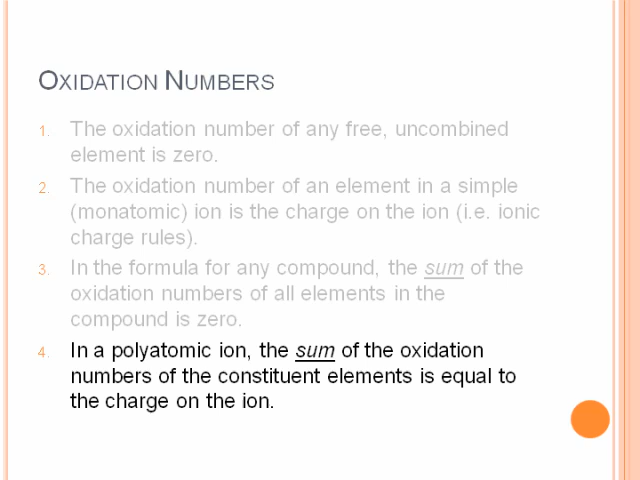 OXIDATION NUMBERS
1. The oxidation number of any free, uncombined
element is zero.
2. The oxidation number of an element in a simple
(monatomic) ion is the charge on the ion (i.e. ionic
charge rules).
3. In the formula for any compound, the sum of the
oxidation numbers of all elements in the
compound is zero.
4. In a polyatomic ion, the sum of the oxidation
numbers of the constituent elements is equal to
the charge on the ion.